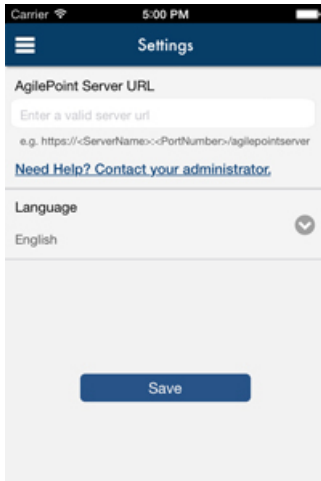 Carrier 5:00 PM
Settings
AgilePoint Server URL
Enter a valid server url
e.g. https://<ServerName>:<PortNumber>/agilepointserver
Need Help? Contact your administrator.
Language
English
Save